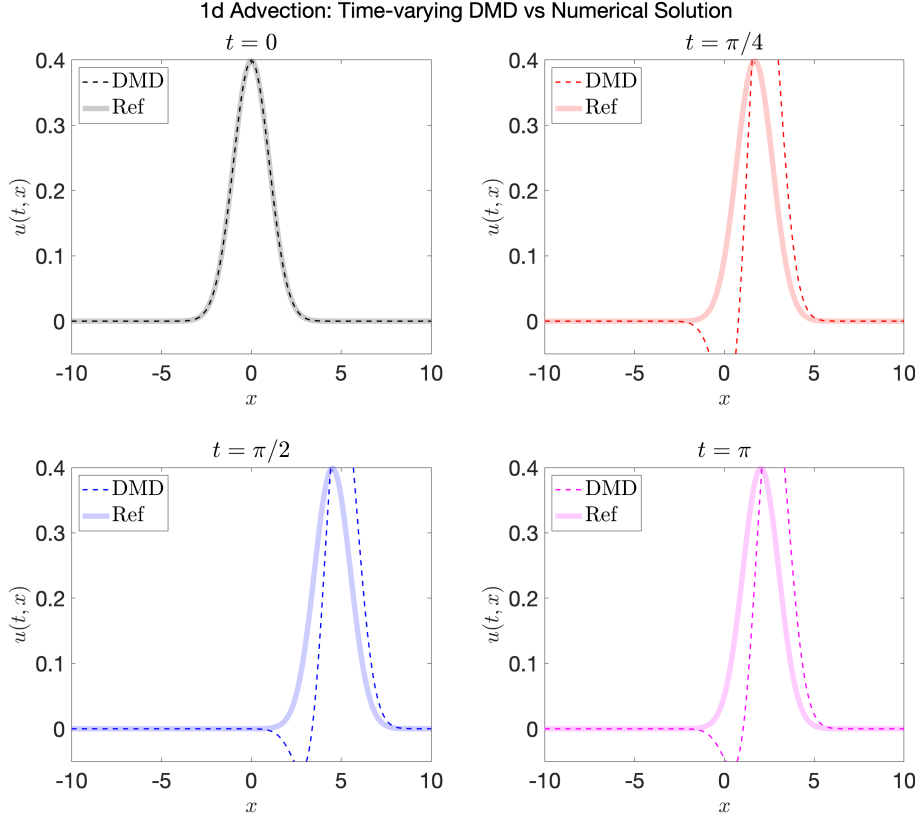 1d Advection: Time-varying DMD vs Numerical Solution
t = 0
DMD
Ref
0.4
0.3
0.2
0.1
0
u(t, x)
-10 -5 0 5 10
x
t = π/4
DMD
Ref
0.4
0.3
0.2
0.1
0
u(t, x)
-10 -5 0 5 10
x
t = π/2
DMD
Ref
0.4
0.3
0.2
0.1
0
u(t, x)
-10 -5 0 5 10
x
t = π
DMD
Ref
0.4
0.3
0.2
0.1
0
u(t, x)
-10 -5 0 5 10
x